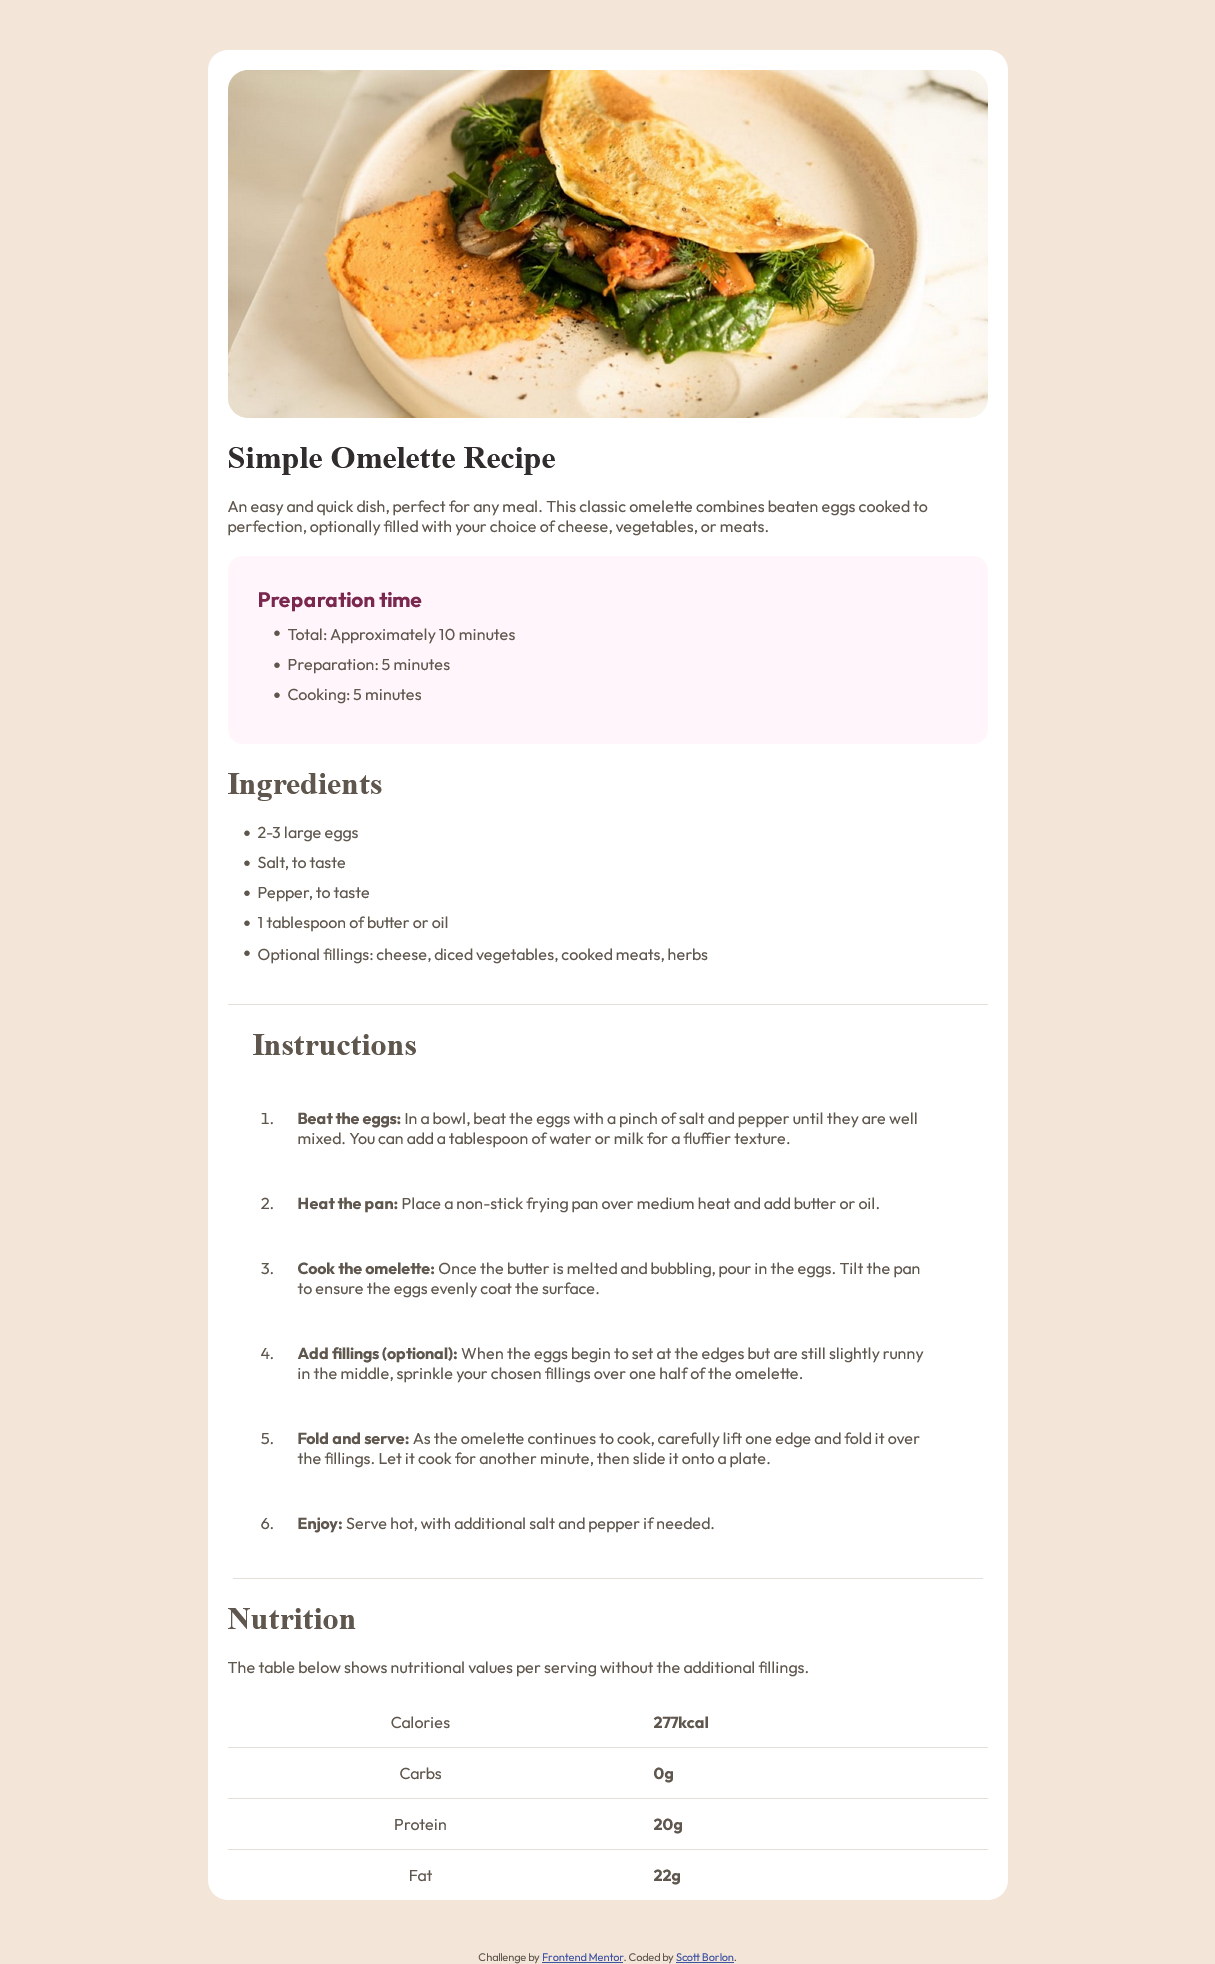 Simple Omelette Recipe
An easy and quick dish, perfect for any meal. This classic omelette combines beaten eggs cooked to
perfection, optionally filled with your choice of cheese, vegetables, or meats.
Preparation time
• Total: Approximately 10 minutes
• Preparation: 5 minutes
• Cooking: 5 minutes
Ingredients
• 2-3 large eggs
• Salt, to taste
• Pepper, to taste
• 1 tablespoon of butter or oil
• Optional fillings: cheese, diced vegetables, cooked meats, herbs
Instructions
1. Beat the eggs: In a bowl, beat the eggs with a pinch of salt and pepper until they are well
mixed. You can add a tablespoon of water or milk for a fluffier texture.
2. Heat the pan: Place a non-stick frying pan over medium heat and add butter or oil.
3. Cook the omelette: Once the butter is melted and bubbling, pour in the eggs. Tilt the pan
to ensure the eggs evenly coat the surface.
4. Add fillings (optional): When the eggs begin to set at the edges but are still slightly runny
in the middle, sprinkle your chosen fillings over one half of the omelette.
5. Fold and serve: As the omelette continues to cook, carefully lift one edge and fold it over
the fillings. Let it cook for another minute, then slide it onto a plate.
6. Enjoy: Serve hot, with additional salt and pepper if needed.
Nutrition
The table below shows nutritional values per serving without the additional fillings.
Calories 277kcal
Carbs 0g
Protein 20g
Fat 22g
Challenge by Frontend Mentor. Coded by Scott Borlon.